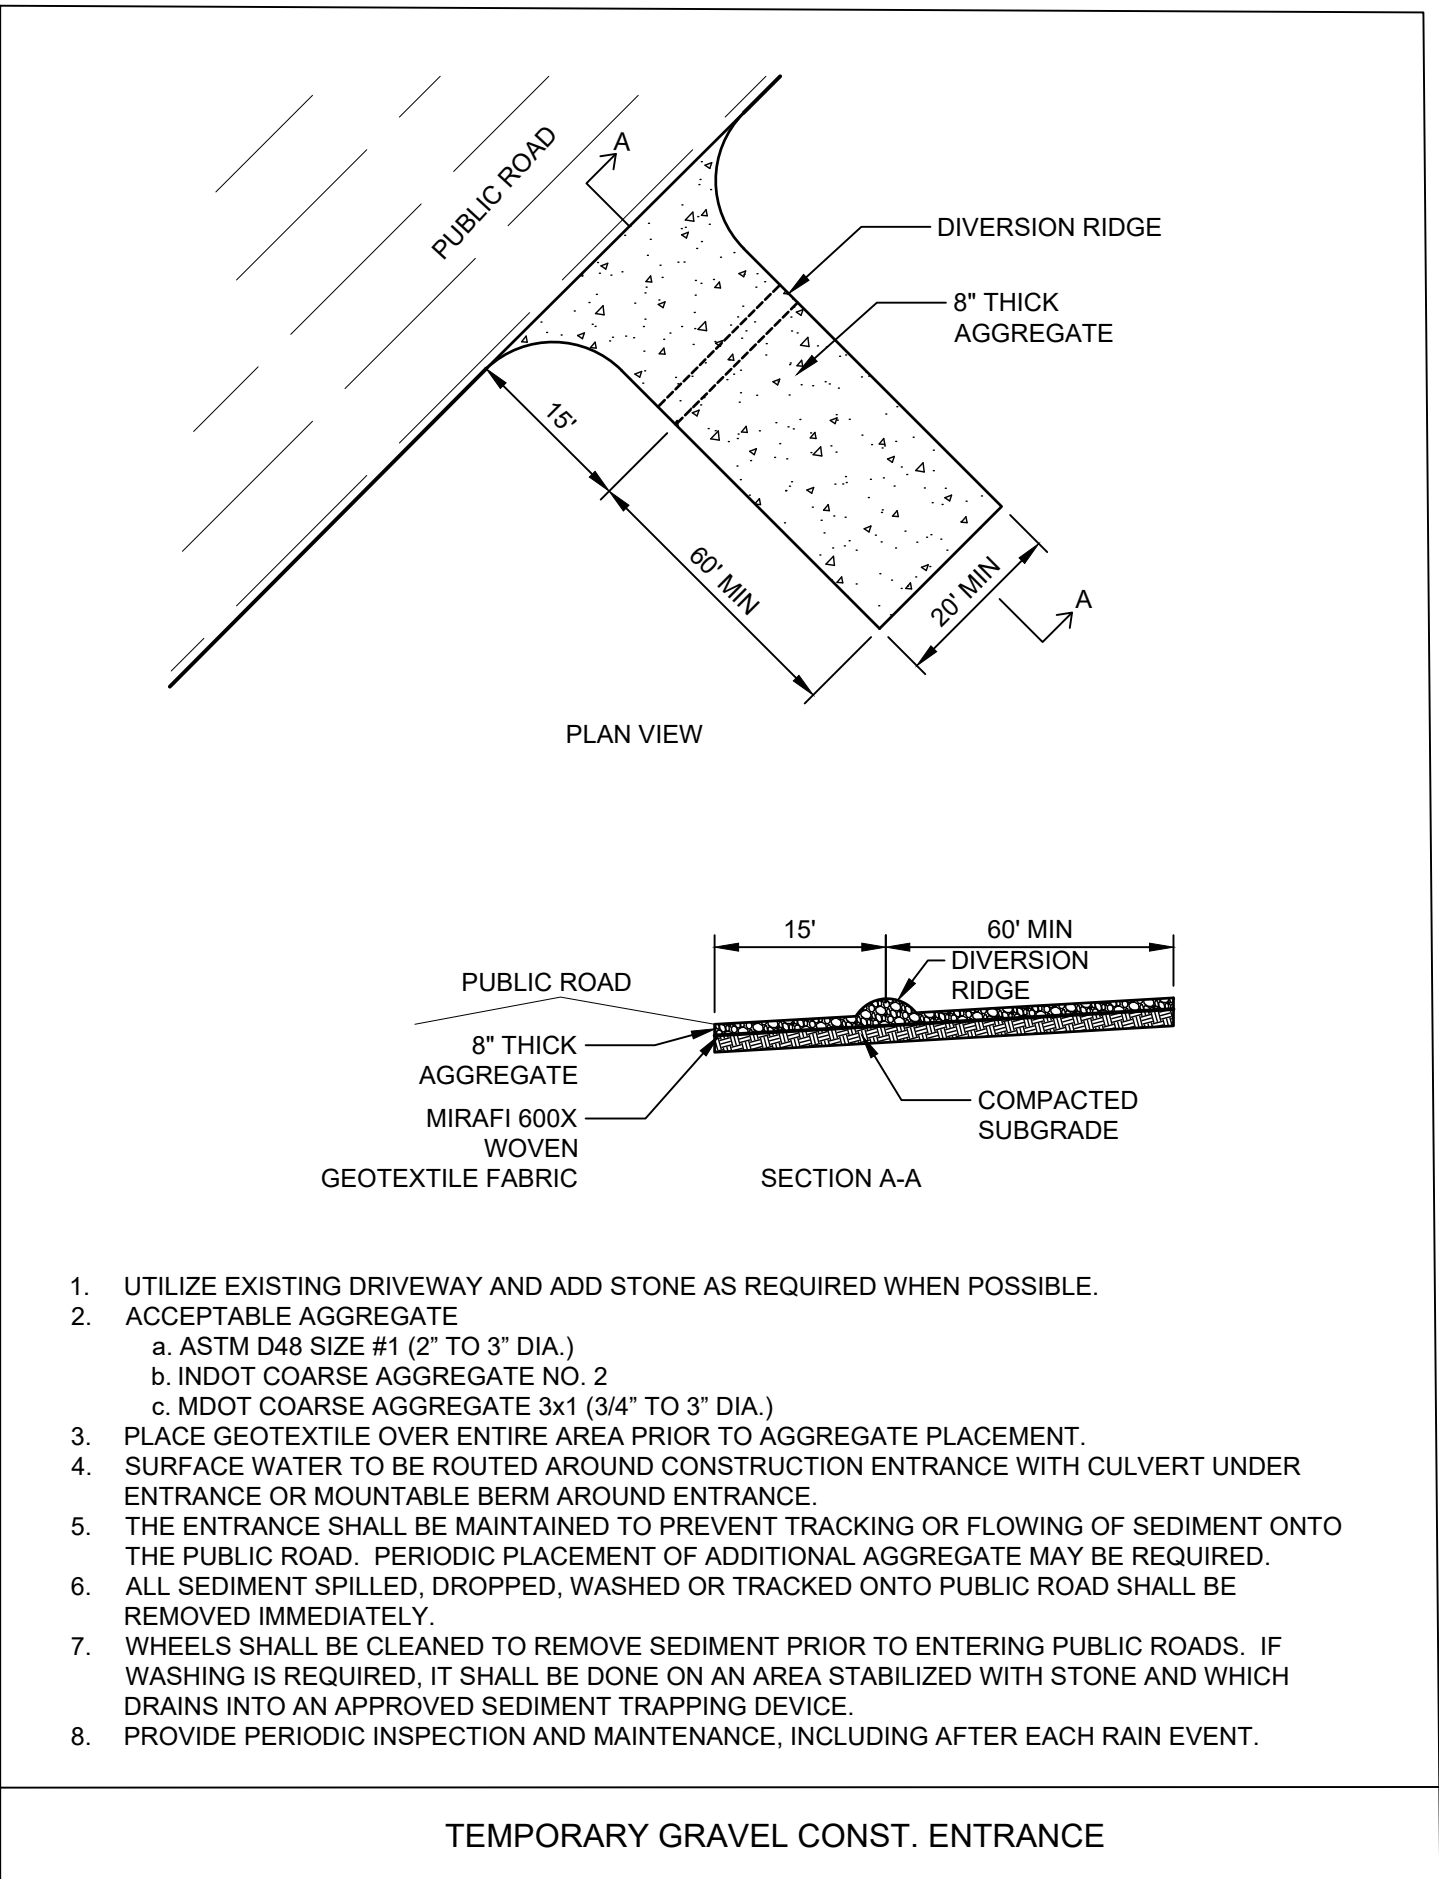 PUBLIC ROAD
A
DIVERSION RIDGE
8" THICK
AGGREGATE
15'
60' MIN
20' MIN
A
PLAN VIEW
15'
60' MIN
DIVERSION
RIDGE
PUBLIC ROAD
8" THICK
AGGREGATE
MIRAFI 600X
WOVEN
GEOTEXTILE FABRIC
COMPACTED
SUBGRADE
SECTION A-A
1. UTILIZE EXISTING DRIVEWAY AND ADD STONE AS REQUIRED WHEN POSSIBLE.
2. ACCEPTABLE AGGREGATE
a. ASTM D48 SIZE #1 (2” TO 3” DIA.)
b. INDOT COARSE AGGREGATE NO. 2
c. MDOT COARSE AGGREGATE 3x1 (3/4” TO 3” DIA.)
3. PLACE GEOTEXTILE OVER ENTIRE AREA PRIOR TO AGGREGATE PLACEMENT.
4. SURFACE WATER TO BE ROUTED AROUND CONSTRUCTION ENTRANCE WITH CULVERT UNDER
ENTRANCE OR MOUNTABLE BERM AROUND ENTRANCE.
5. THE ENTRANCE SHALL BE MAINTAINED TO PREVENT TRACKING OR FLOWING OF SEDIMENT ONTO
THE PUBLIC ROAD. PERIODIC PLACEMENT OF ADDITIONAL AGGREGATE MAY BE REQUIRED.
6. ALL SEDIMENT SPILLED, DROPPED, WASHED OR TRACKED ONTO PUBLIC ROAD SHALL BE
REMOVED IMMEDIATELY.
7. WHEELS SHALL BE CLEANED TO REMOVE SEDIMENT PRIOR TO ENTERING PUBLIC ROADS. IF
WASHING IS REQUIRED, IT SHALL BE DONE ON AN AREA STABILIZED WITH STONE AND WHICH
DRAINS INTO AN APPROVED SEDIMENT TRAPPING DEVICE.
8. PROVIDE PERIODIC INSPECTION AND MAINTENANCE, INCLUDING AFTER EACH RAIN EVENT.
TEMPORARY GRAVEL CONST. ENTRANCE